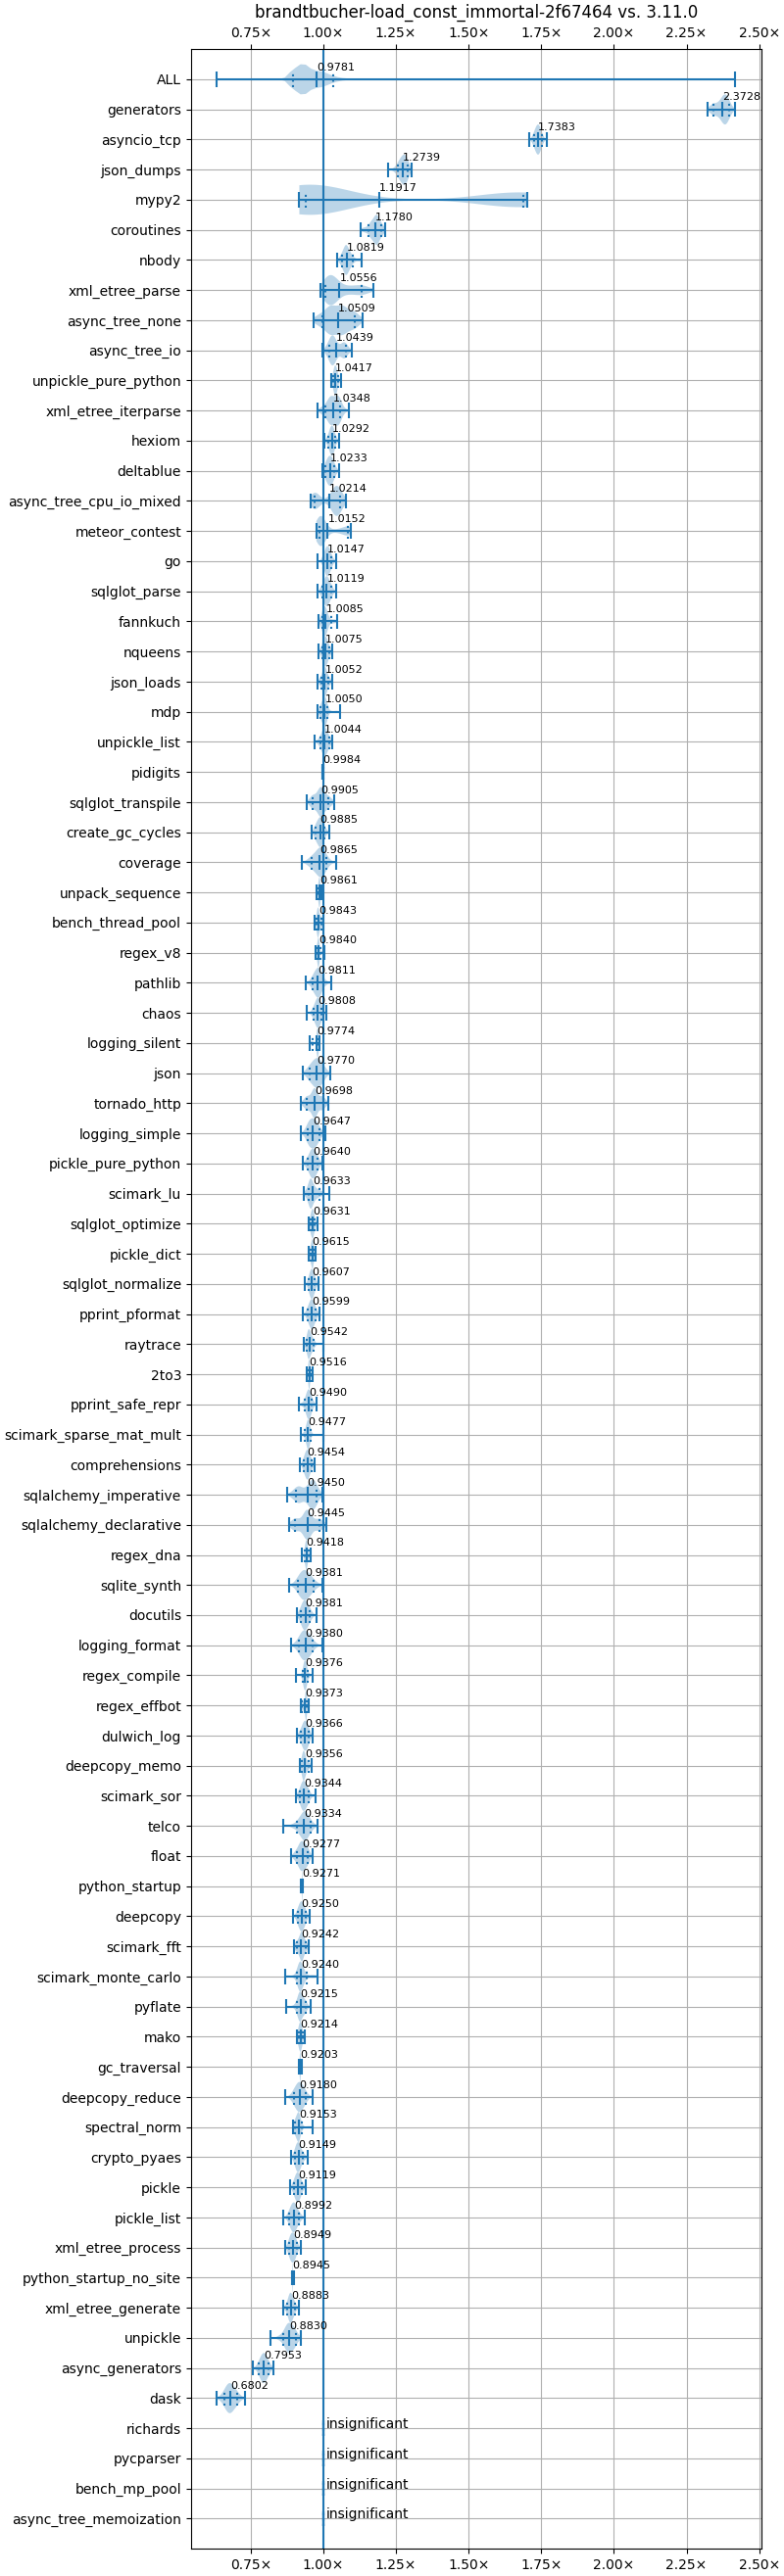 brandtbucher-load_const_immortal-2f67464 vs. 3.11.0
0.75× 1.00× 1.25× 1.50× 1.75× 2.00× 2.25× 2.50×
ALL 0.9781
generators 2.3728
asyncio_tcp 1.7383
json_dumps 1.2739
mypy2 1.1917
coroutines 1.1780
nbody 1.0819
xml_etree_parse 1.0556
async_tree_none 1.0509
async_tree_io 1.0439
unpickle_pure_python 1.0417
xml_etree_iterparse 1.0348
hexiom 1.0292
deltablue 1.0233
async_tree_cpu_io_mixed 1.0214
meteor_contest 1.0152
go 1.0147
sqlglot_parse 1.0119
fannkuch 1.0085
nqueens 1.0075
json_loads 1.0052
mdp 1.0050
unpickle_list 1.0044
pidigits 0.9984
sqlglot_transpile 0.9905
create_gc_cycles 0.9885
coverage 0.9865
unpack_sequence 0.9861
bench_thread_pool 0.9843
regex_v8 0.9840
pathlib 0.9811
chaos 0.9808
logging_silent 0.9774
json 0.9770
tornado_http 0.9698
logging_simple 0.9647
pickle_pure_python 0.9640
scimark_lu 0.9633
sqlglot_optimize 0.9631
pickle_dict 0.9615
sqlglot_normalize 0.9607
pprint_pformat 0.9599
raytrace 0.9542
2to3 0.9516
pprint_safe_repr 0.9490
scimark_sparse_mat_mult 0.9477
comprehensions 0.9454
sqlalchemy_imperative 0.9450
sqlalchemy_declarative 0.9445
regex_dna 0.9418
sqlite_synth 0.9381
docutils 0.9381
logging_format 0.9380
regex_compile 0.9376
regex_effbot 0.9373
dulwich_log 0.9366
deepcopy_memo 0.9356
scimark_sor 0.9344
telco 0.9334
float 0.9277
python_startup 0.9271
deepcopy 0.9250
scimark_fft 0.9242
scimark_monte_carlo 0.9240
pyflate 0.9215
mako 0.9214
gc_traversal 0.9203
deepcopy_reduce 0.9180
spectral_norm 0.9153
crypto_pyaes 0.9149
pickle 0.9119
pickle_list 0.8992
xml_etree_process 0.8949
python_startup_no_site 0.8945
xml_etree_generate 0.8883
unpickle 0.8830
async_generators 0.7953
dask 0.6802
richards insignificant
pycparser insignificant
bench_mp_pool insignificant
async_tree_memoization insignificant
0.75× 1.00× 1.25× 1.50× 1.75× 2.00× 2.25× 2.50×